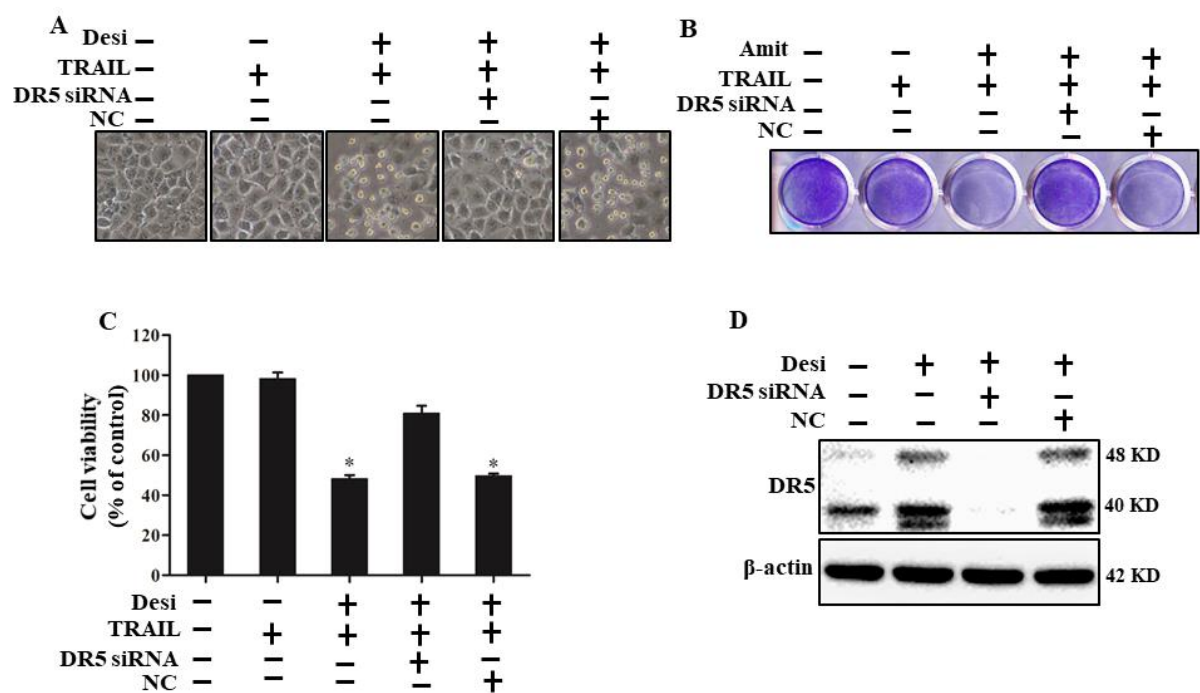 A
Desi − − + + +
TRAIL − + + + +
DR5 siRNA − − − + −
NC − − − − +
B
Amit − − + + +
TRAIL − + + + +
DR5 siRNA − − − + −
NC − − − − +
C
Cell viability
(% of control)
120
100
80
60
40
20
0
*
*
Desi − − + + +
TRAIL − + + + +
DR5 siRNA − − − + −
NC − − − − +
D
Desi − + + +
DR5 siRNA − − + −
NC − − − +
DR5
48 KD
40 KD
β-actin
42 KD